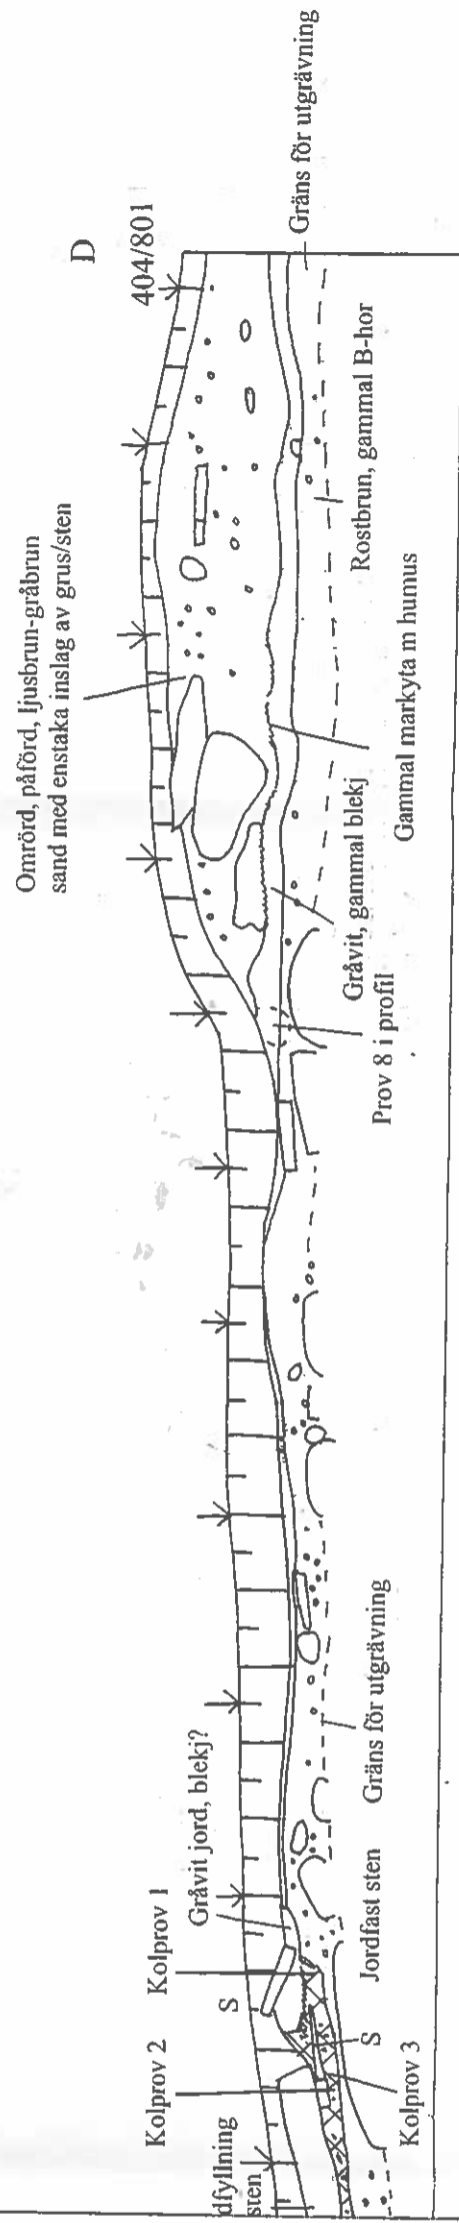 D
404/801
Omrörd, påförd, ljusbrun-gråbrun
sand med enstaka inslag av grus/sten
Gräns för utgrävning
Rostbrun, gammal B-hor
Gammal markyta m humus
Gråvit, gammal blekj
Prov 8 i profil
Gräns för utgrävning
Gråvit jord, blekj?
Jordfast sten
Kolprov 1
S
Kolprov 2
S
Kolprov 3
dfyllning
sten